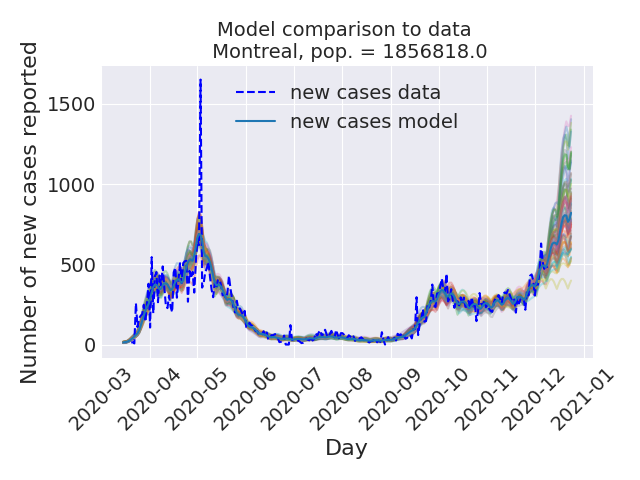 Model comparison to data
Montreal, pop. = 1856818.0
Number of new cases reported
1500
1000
500
0
new cases data
new cases model
2020-03
2020-04
2020-05
2020-06
2020-07
2020-08
2020-09
2020-10
2020-11
2020-12
2021-01
Day